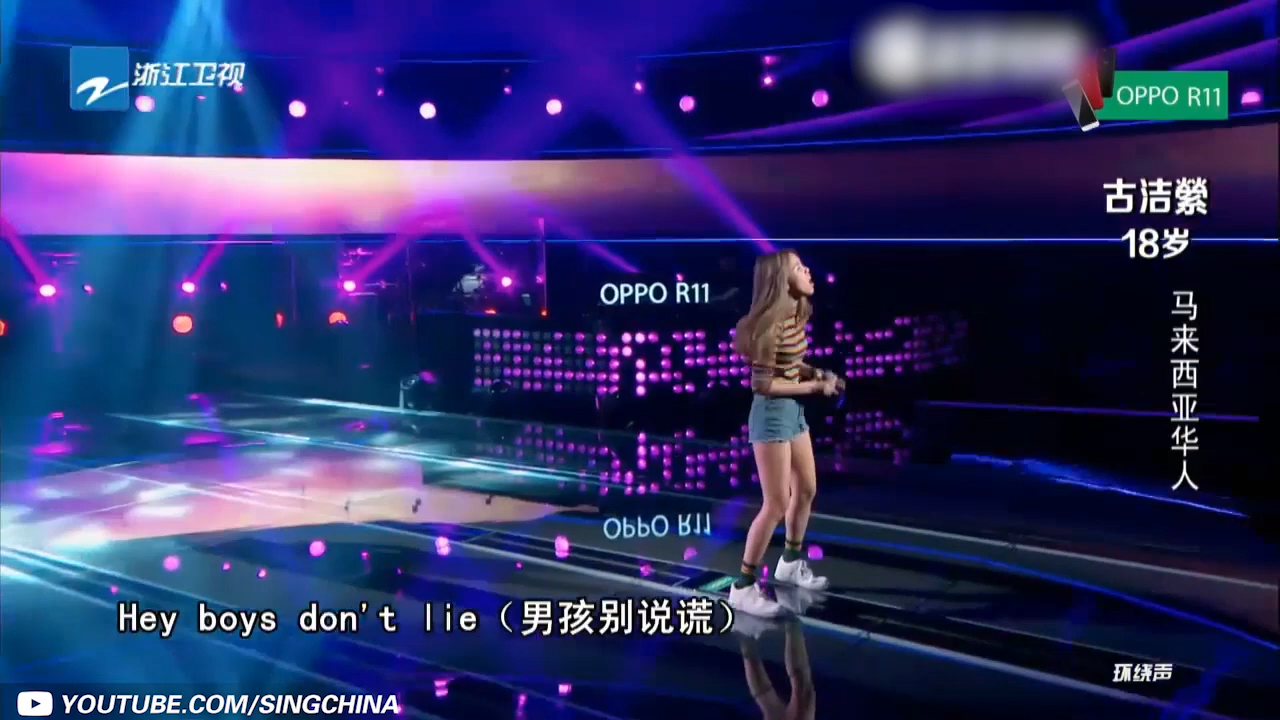 浙江卫视
OPPO R11
古洁縈
18岁
马来西亚华人
OPPO R11
OPPO R11
Hey boys don't lie（男孩别说谎）
环绕声
YOUTUBE.COM/SINGCHINA